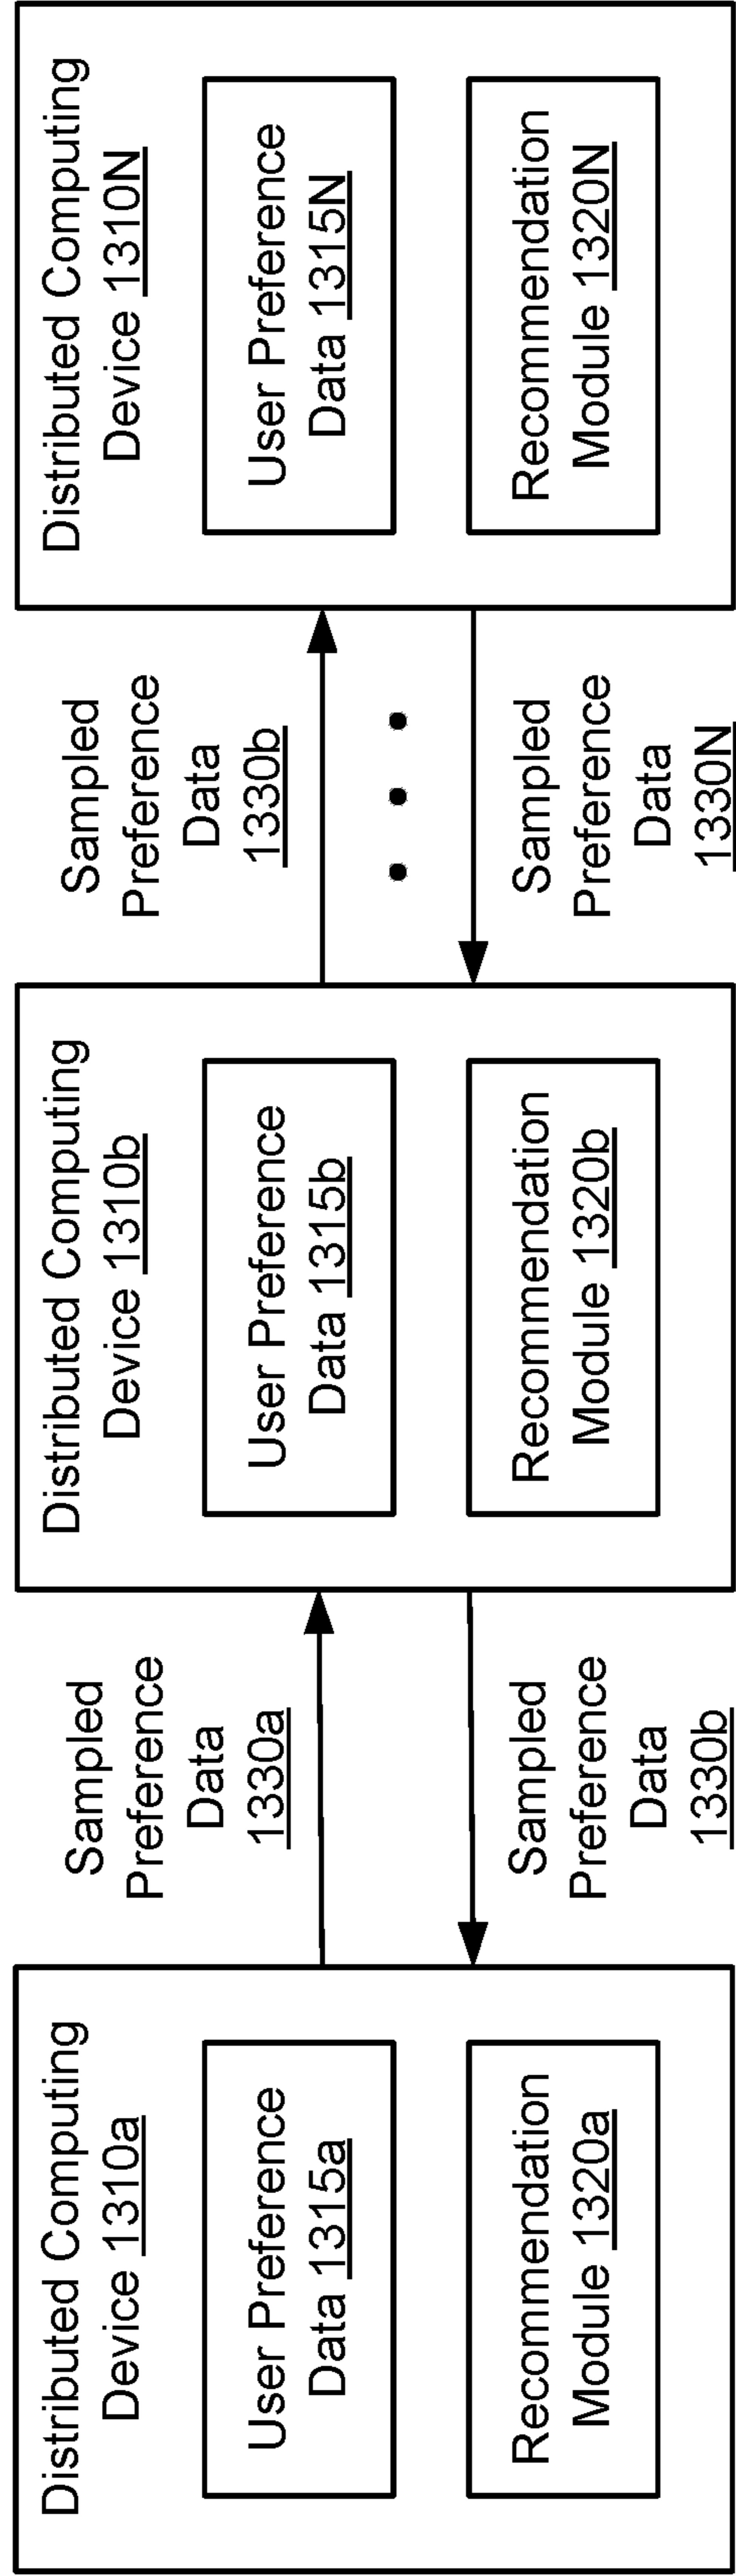 Distributed Computing
Device 1310a
User Preference
Data 1315a
Recommendation
Module 1320a
Sampled
Preference
Data
1330a
Sampled
Preference
Data
1330b
Distributed Computing
Device 1310b
User Preference
Data 1315b
Recommendation
Module 1320b
Sampled
Preference
Data
1330b
Sampled
Preference
Data
1330N
Distributed Computing
Device 1310N
User Preference
Data 1315N
Recommendation
Module 1320N